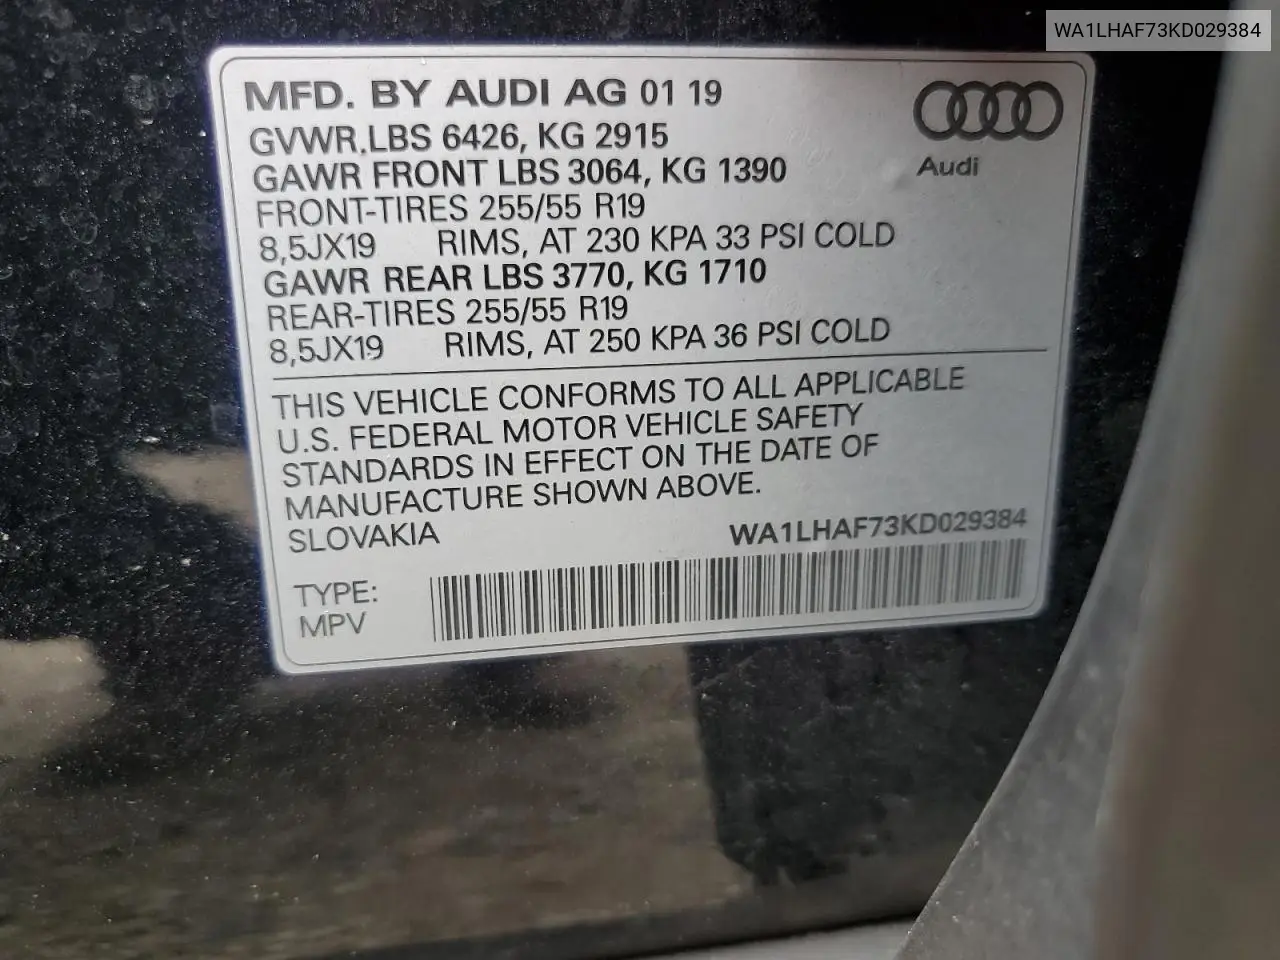 WA1LHAF73KD029384
MFD. BY AUDI AG 01 19
GVWR.LBS 6426, KG 2915
GAWR FRONT LBS 3064, KG 1390
FRONT-TIRES 255/55 R19
8,5JX19 RIMS, AT 230 KPA 33 PSI COLD
GAWR REAR LBS 3770, KG 1710
REAR-TIRES 255/55 R19
8,5JX19 RIMS, AT 250 KPA 36 PSI COLD
Audi
THIS VEHICLE CONFORMS TO ALL APPLICABLE
U.S. FEDERAL MOTOR VEHICLE SAFETY
STANDARDS IN EFFECT ON THE DATE OF
MANUFACTURE SHOWN ABOVE.
SLOVAKIA WA1LHAF73KD029384
TYPE:
MPV